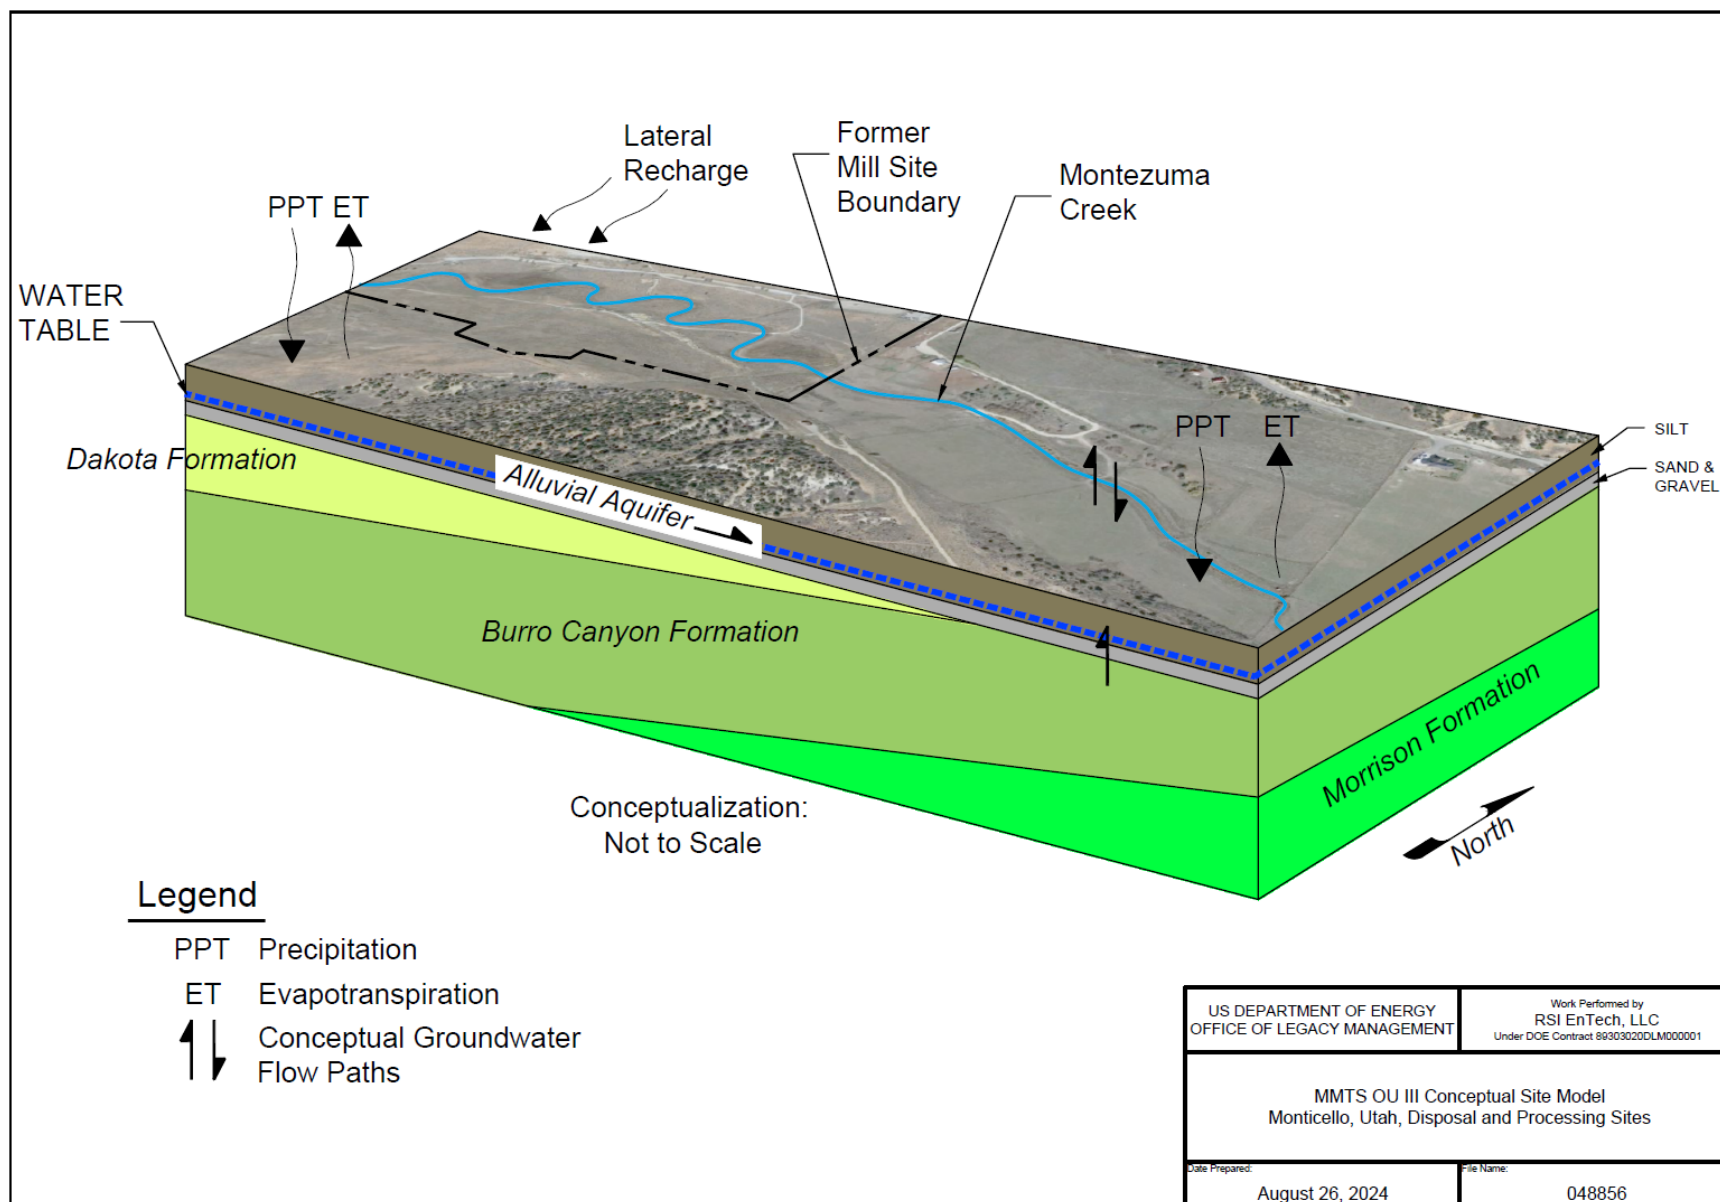 Lateral
Recharge
Former
Mill Site
Boundary
Montezuma
Creek
PPT ET
WATER
TABLE
PPT ET
SILT
SAND &
GRAVEL
Dakota Formation
Alluvial Aquifer
Burro Canyon Formation
Morrison Formation
North
Conceptualization:
Not to Scale
Legend
PPT Precipitation
ET Evapotranspiration
Conceptual Groundwater
Flow Paths
US DEPARTMENT OF ENERGY
OFFICE OF LEGACY MANAGEMENT
Work Performed by
RSI EnTech, LLC
Under DOE Contract 89303020DLM000001
MMTS OU III Conceptual Site Model
Monticello, Utah, Disposal and Processing Sites
Date Prepared:
August 26, 2024
File Name:
048856